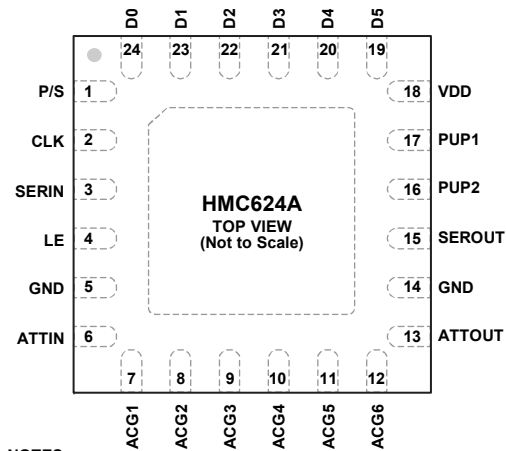 D0 D1 D2 D3 D4 D5
24 23 22 21 20 19
P/S 1 18 VDD
CLK 2 17 PUP1
SERIN 3 16 PUP2
HMC624A
TOP VIEW
(Not to Scale)
LE 4 15 SEROUT
GND 5 14 GND
ATTIN 6 13 ATTOUT
7 8 9 10 11 12
ACG1 ACG2 ACG3 ACG4 ACG5 ACG6